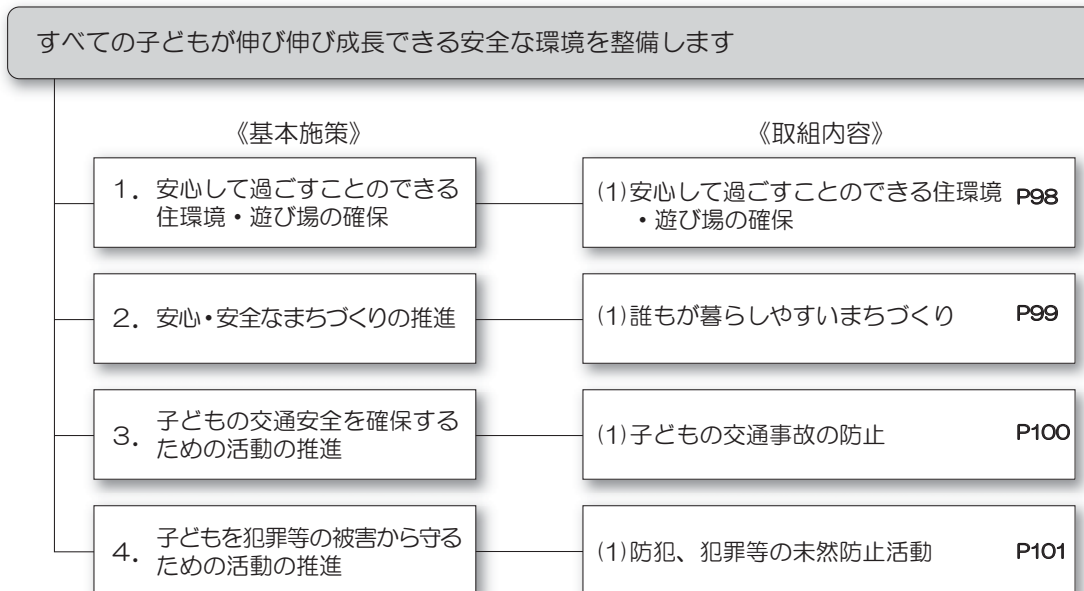 すべての子どもが伸び伸び成長できる安全な環境を整備します
《基本施策》
《取組内容》
1．安心して過ごすことのできる
住環境・遊び場の確保
(1)安心して過ごすことのできる住環境 P98
・遊び場の確保
2．安心・安全なまちづくりの推進
(1)誰もが暮らしやすいまちづくり P99
3．子どもの交通安全を確保する
ための活動の推進
(1)子どもの交通事故の防止 P100
4．子どもを犯罪等の被害から守る
ための活動の推進
(1)防犯、犯罪等の未然防止活動 P101